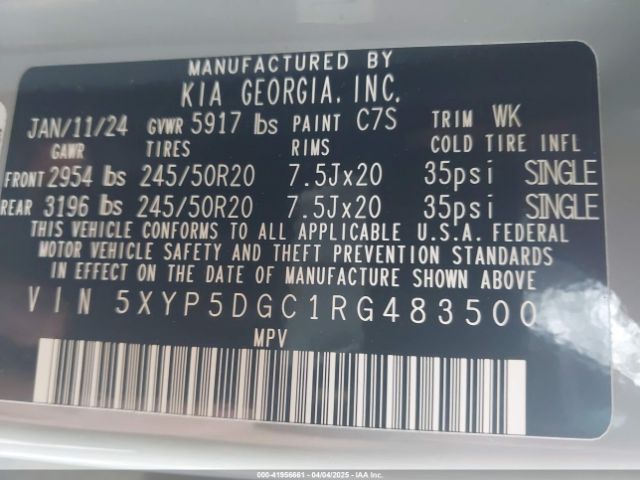 MANUFACTURED BY
KIA GEORGIA, INC.
JAN/11/24 GVWR 5917 lbs PAINT C7S TRIM WK
GAWR TIRES RIMS COLD TIRE INFL
FRONT 2954 lbs 245/50R20 7.5Jx20 35psi SINGLE
REAR 3196 lbs 245/50R20 7.5Jx20 35psi SINGLE
THIS VEHICLE CONFORMS TO ALL APPLICABLE U.S.A. FEDERAL
MOTOR VEHICLE SAFETY AND THEFT PREVENTION STANDARDS
IN EFFECT ON THE DATE OF MANUFACTURE SHOWN ABOVE
VIN 5XYP5DGC1RG483500
MPV
000-41956661 - 04/04/2025 - IAA Inc.